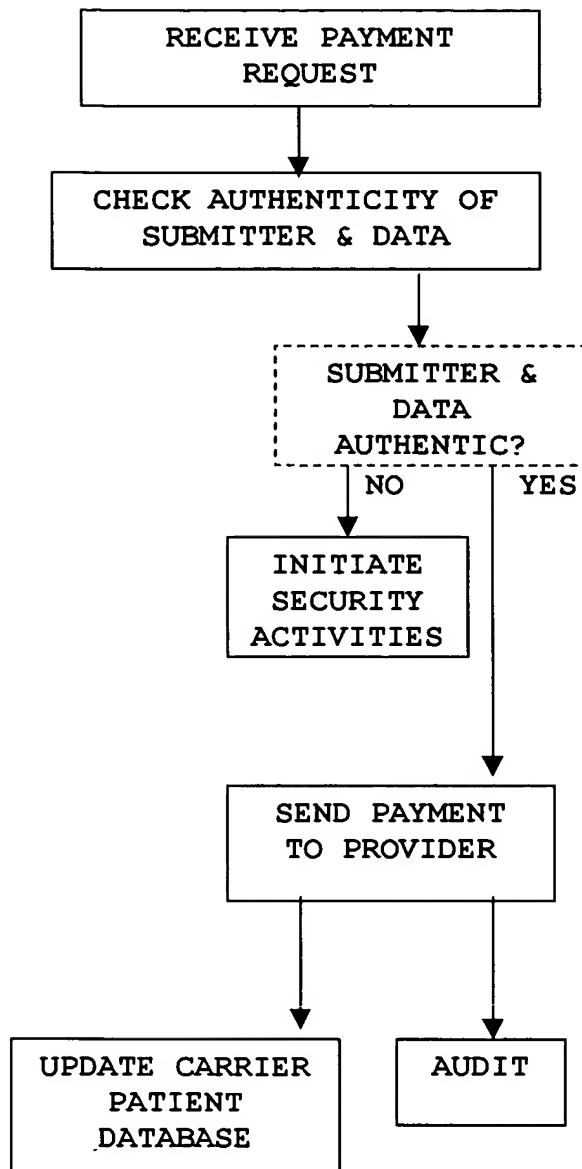 RECEIVE PAYMENT
REQUEST
CHECK AUTHENTICITY OF
SUBMITTER & DATA
SUBMITTER &
DATA
AUTHENTIC?
NO
YES
INITIATE
SECURITY
ACTIVITIES
SEND PAYMENT
TO PROVIDER
UPDATE CARRIER
PATIENT
DATABASE
AUDIT